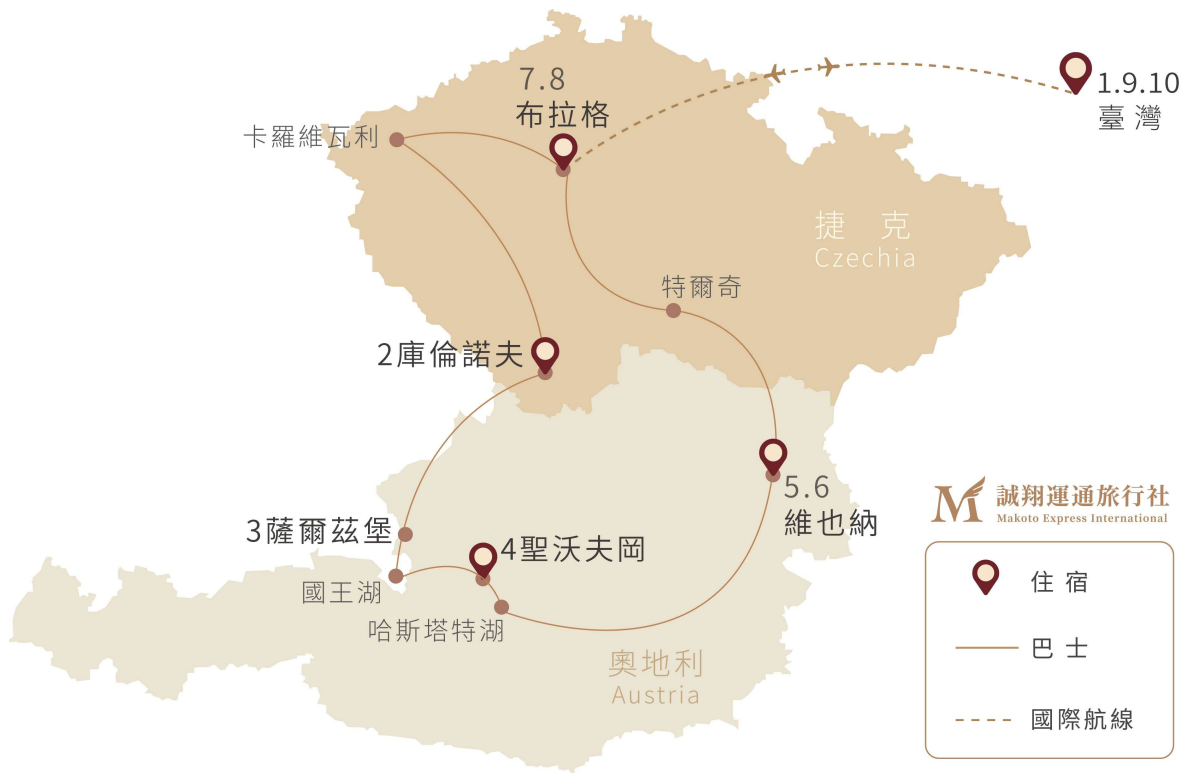 7.8
布拉格
1.9.10
臺灣
卡羅維瓦利
捷克
Czechia
特爾奇
2庫倫諾夫
5.6
維也納
3薩爾茲堡
4聖沃夫岡
國王湖
哈斯塔特湖
奧地利
Austria
誠翔運通旅行社
Makoto Express International
住宿
巴士
國際航線